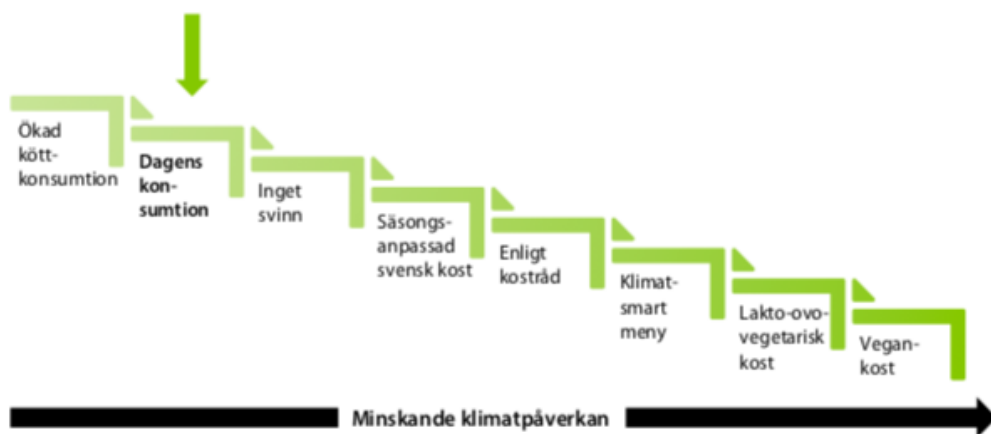 Ökad
kött-
konsumtion
Dagens
kon-
sumtion
Inget
svinn
Säsongs-
anpassad
svensk kost
Enligt
kostråd
Klimat-
smart
meny
Lakto-ovo-
vegetarisk
kost
Vegan-
kost
Minskande klimatpåverkan